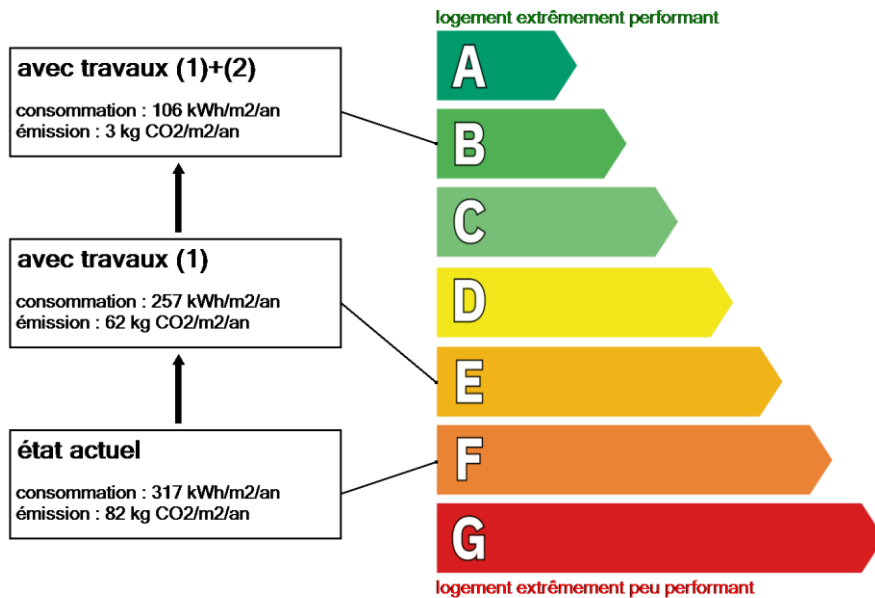 logement extrêmement performant
avec travaux (1)+(2)
consommation : 106 kWh/m2/an
émission : 3 kg CO2/m2/an
avec travaux (1)
consommation : 257 kWh/m2/an
émission : 62 kg CO2/m2/an
état actuel
consommation : 317 kWh/m2/an
émission : 82 kg CO2/m2/an
A
B
C
D
E
F
G
logement extrêmement peu performant